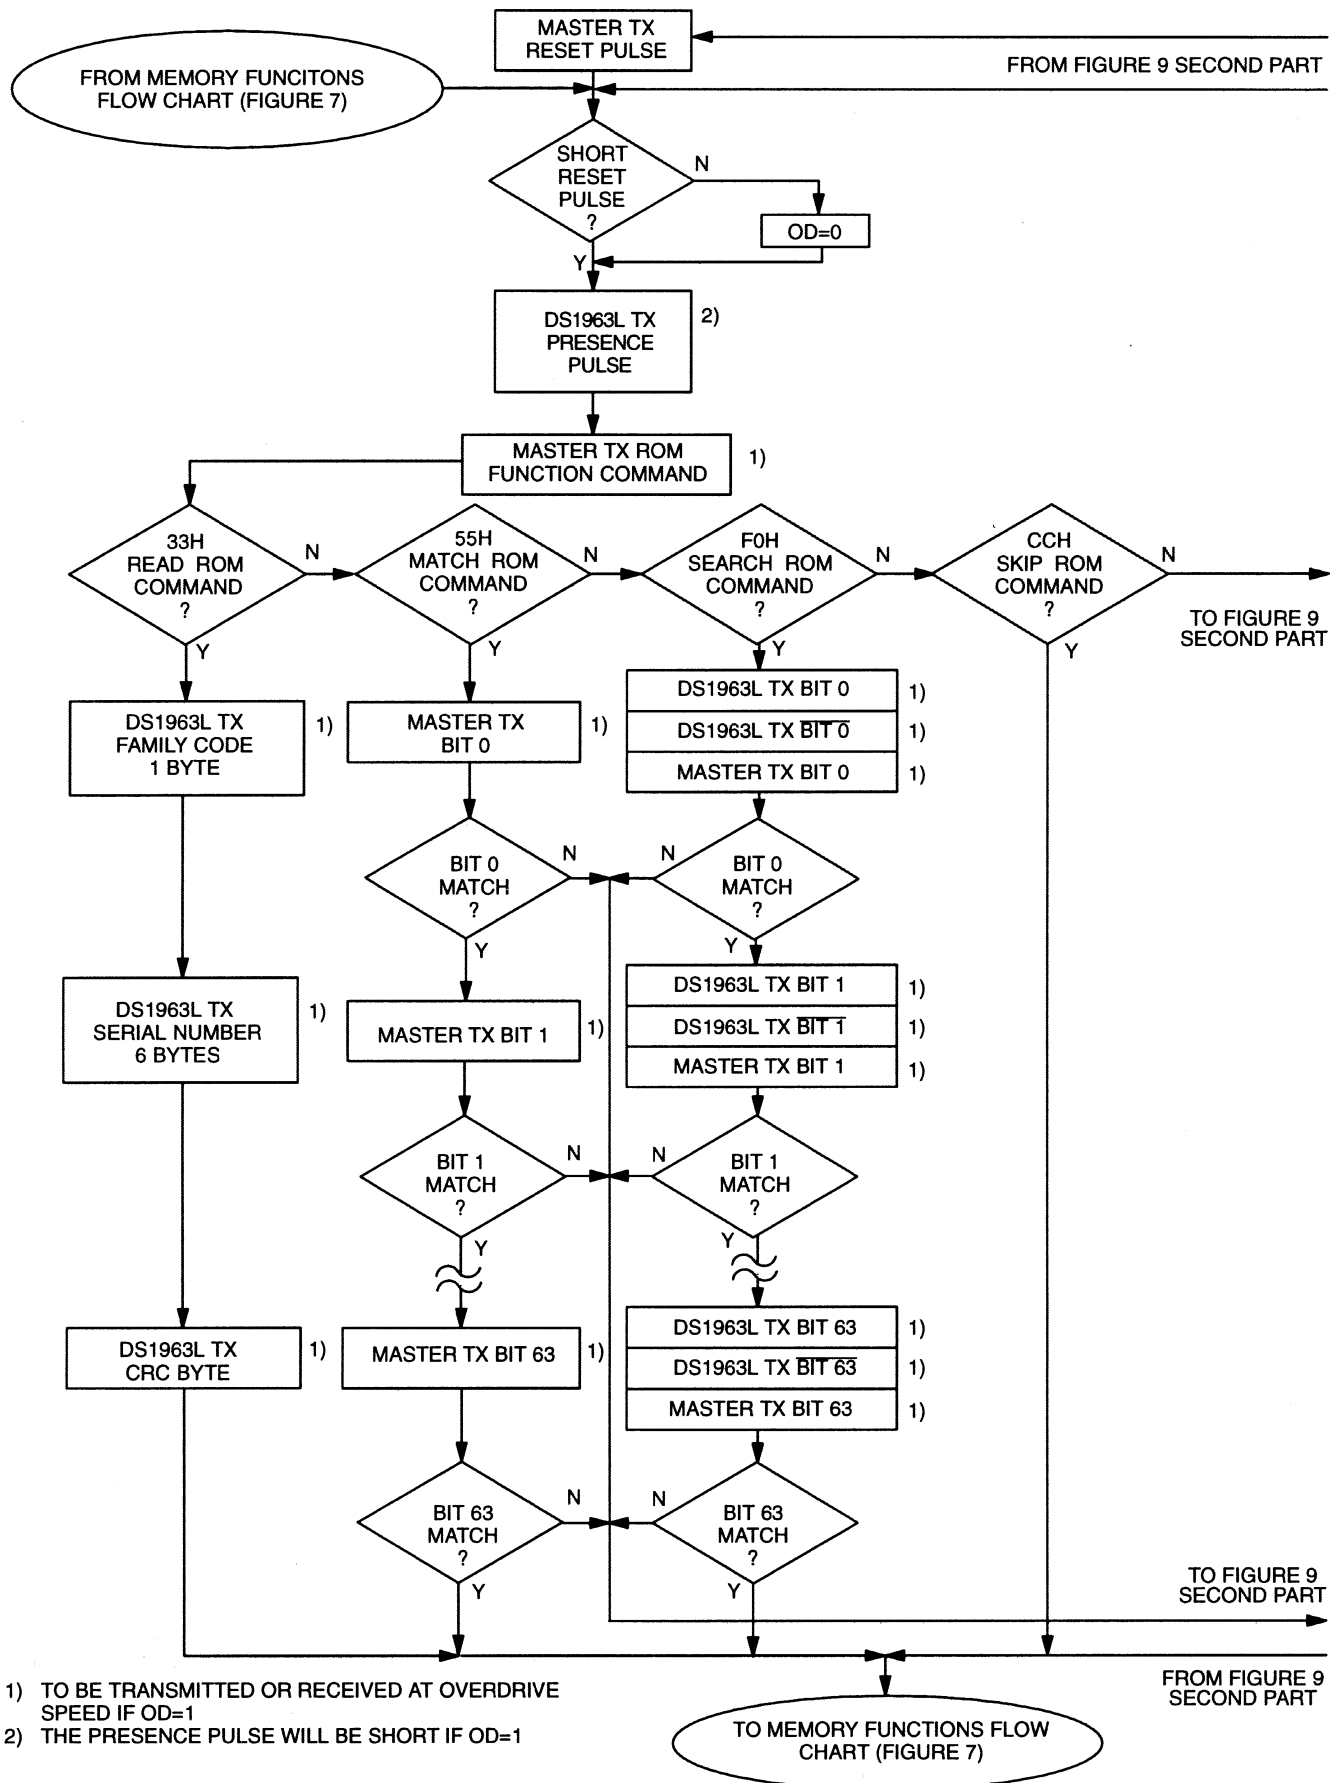 MASTER TX
RESET PULSE
FROM FIGURE 9 SECOND PART
FROM MEMORY FUNCITONS
FLOW CHART (FIGURE 7)
SHORT
RESET
PULSE
?
N
OD=0
Y
DS1963L TX
PRESENCE
PULSE
2)
MASTER TX ROM
FUNCTION COMMAND
1)
33H
READ ROM
COMMAND
?
N
Y
55H
MATCH ROM
COMMAND
?
N
Y
F0H
SEARCH ROM
COMMAND
?
N
Y
CCH
SKIP ROM
COMMAND
?
N
Y
TO FIGURE 9
SECOND PART
DS1963L TX
FAMILY CODE
1 BYTE
1)
MASTER TX
BIT 0
1)
DS1963L TX BIT 0
1)
DS1963L TX B̅I̅T̅ ̅0̅
1)
MASTER TX BIT 0
1)
BIT 0
MATCH
?
N
Y
BIT 0
MATCH
?
N
Y
DS1963L TX
SERIAL NUMBER
6 BYTES
1)
MASTER TX BIT 1
1)
DS1963L TX BIT 1
1)
DS1963L TX B̅I̅T̅ ̅1̅
1)
MASTER TX BIT 1
1)
BIT 1
MATCH
?
N
Y
BIT 1
MATCH
?
N
Y
DS1963L TX
CRC BYTE
1)
MASTER TX BIT 63
1)
DS1963L TX BIT 63
1)
DS1963L TX B̅I̅T̅ ̅6̅3̅
1)
MASTER TX BIT 63
1)
BIT 63
MATCH
?
N
Y
BIT 63
MATCH
?
N
Y
TO FIGURE 9
SECOND PART
FROM FIGURE 9
SECOND PART
1) TO BE TRANSMITTED OR RECEIVED AT OVERDRIVE
SPEED IF OD=1
2) THE PRESENCE PULSE WILL BE SHORT IF OD=1
TO MEMORY FUNCTIONS FLOW
CHART (FIGURE 7)